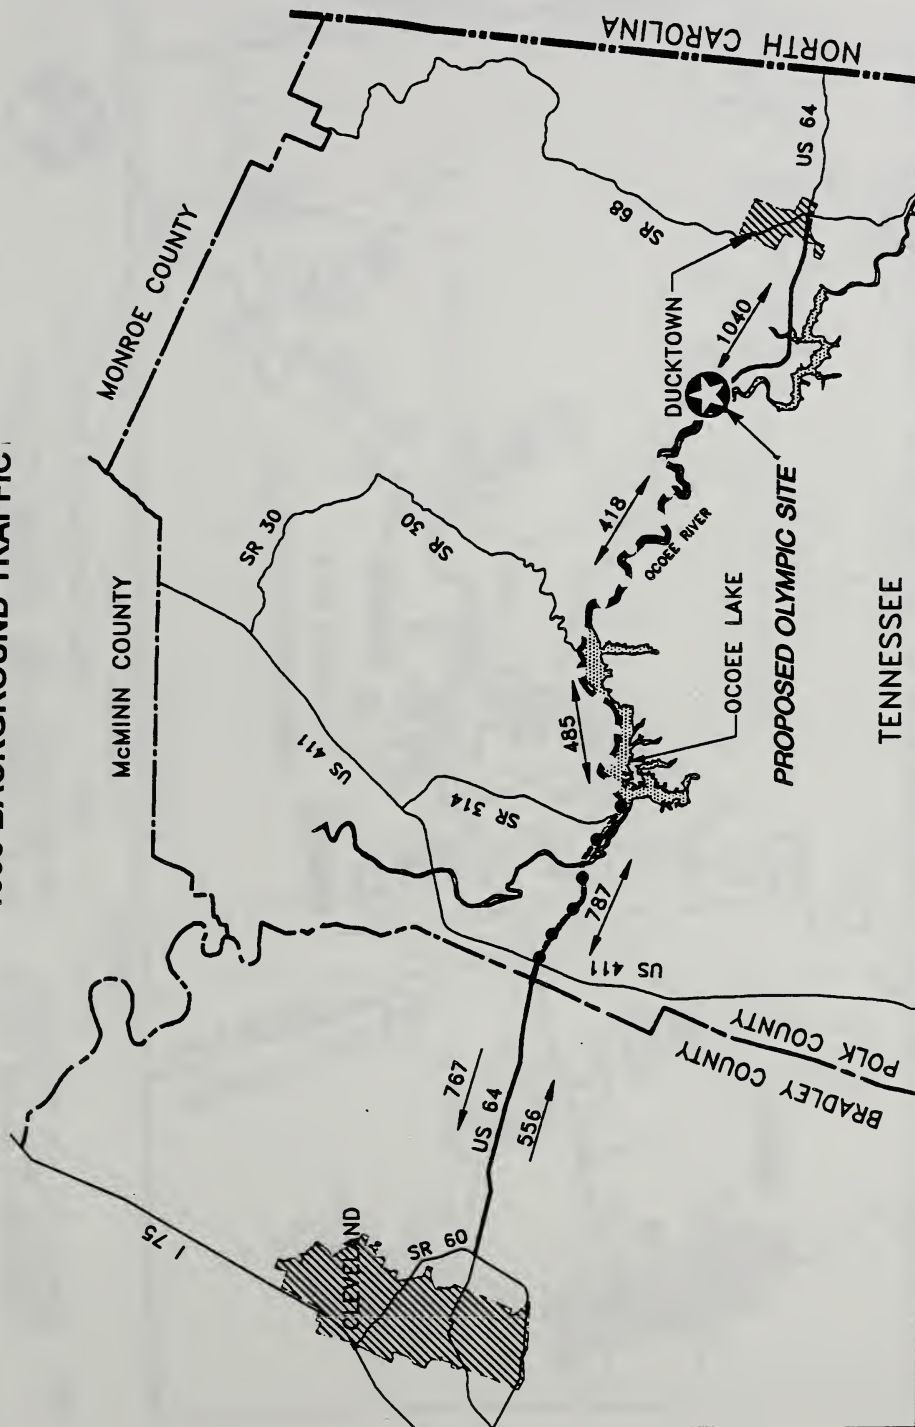 BACKGROUND TRAFFIC
NORTH CAROLINA
MONROE COUNTY
McMINN COUNTY
US 64
SR 68
DUCKTOWN
1040
SR 30
SR 30
418
OCOEE RIVER
PROPOSED OLYMPIC SITE
OCOEE LAKE
TENNESSEE
485
US 411
SR 314
787
US 411
POLK COUNTY
BRADLEY COUNTY
767
US 64
556
I 75
CLEVELAND
SR 60